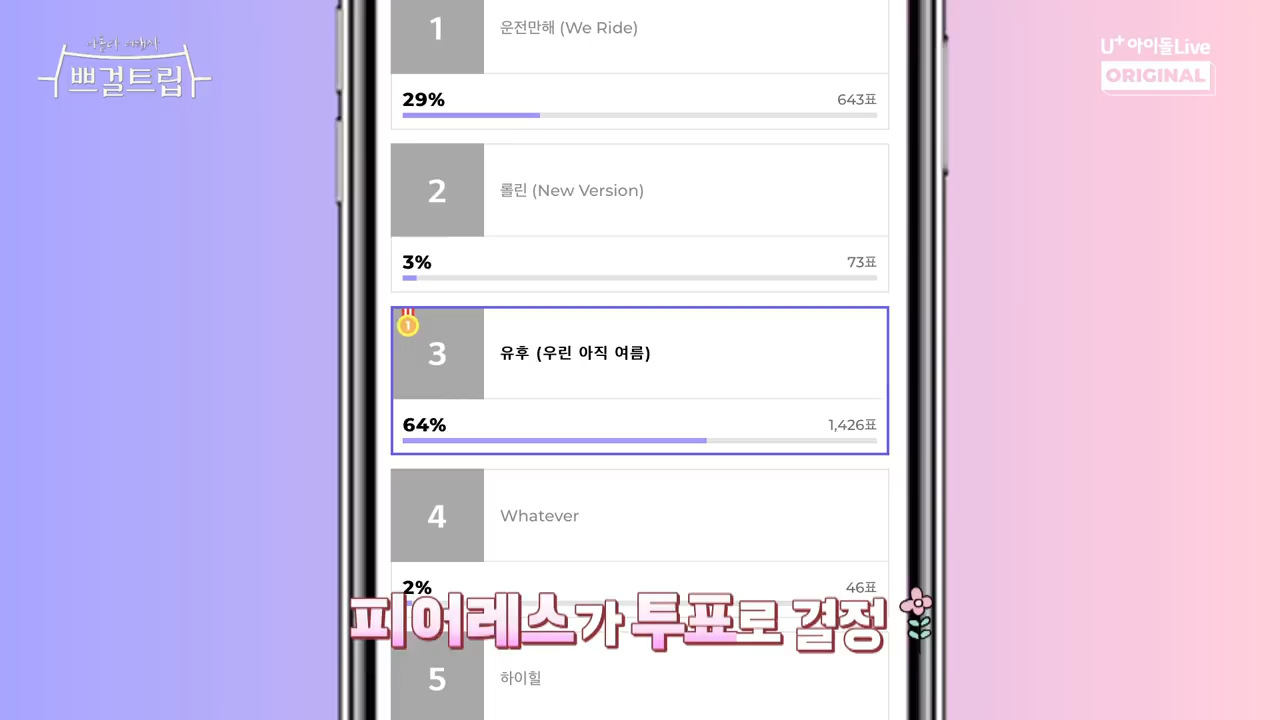 쁘걸트립
U+아이돌Live
ORIGINAL
1
운전만해 (We Ride)
29%
643표
2
롤린 (New Version)
3%
73표
1
3
유후 (우린 아직 여름)
64%
1,426표
4
Whatever
2%
46표
피어레스가 투표로 결정
5
하이힐